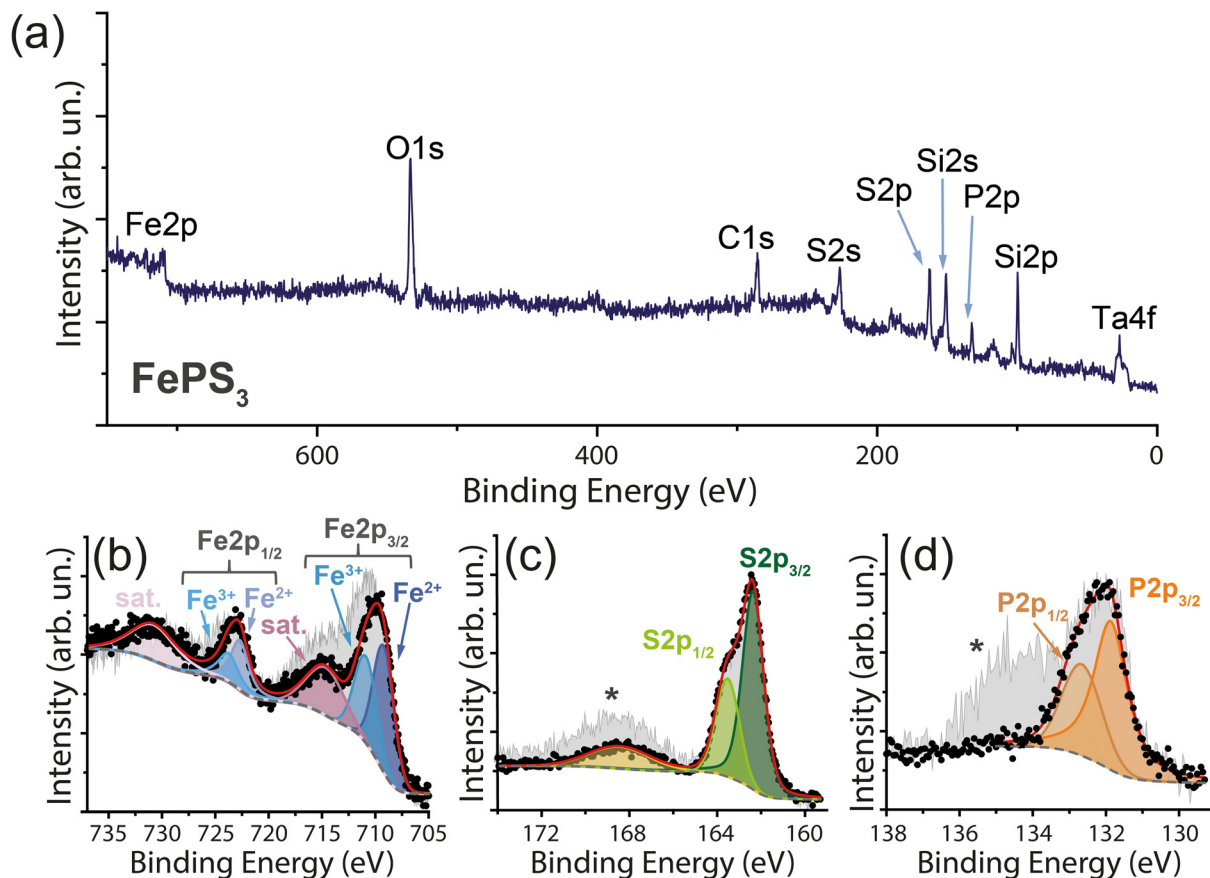 (a)
Intensity (arb. un.)
Fe2p
O1s
C1s
S2s
S2p
Si2s
P2p
Si2p
Ta4f
FePS₃
600
400
200
0
Binding Energy (eV)
(b)
Intensity (arb. un.)
Fe2p₁/₂
Fe2p₃/₂
sat.
Fe³⁺
Fe²⁺
sat.
Fe³⁺
Fe²⁺
735
730
725
720
715
710
705
Binding Energy (eV)
(c)
Intensity (arb. un.)
*
S2p₁/₂
S2p₃/₂
172
168
164
160
Binding Energy (eV)
(d)
Intensity (arb. un.)
*
P2p₁/₂
P2p₃/₂
138
136
134
132
130
Binding Energy (eV)